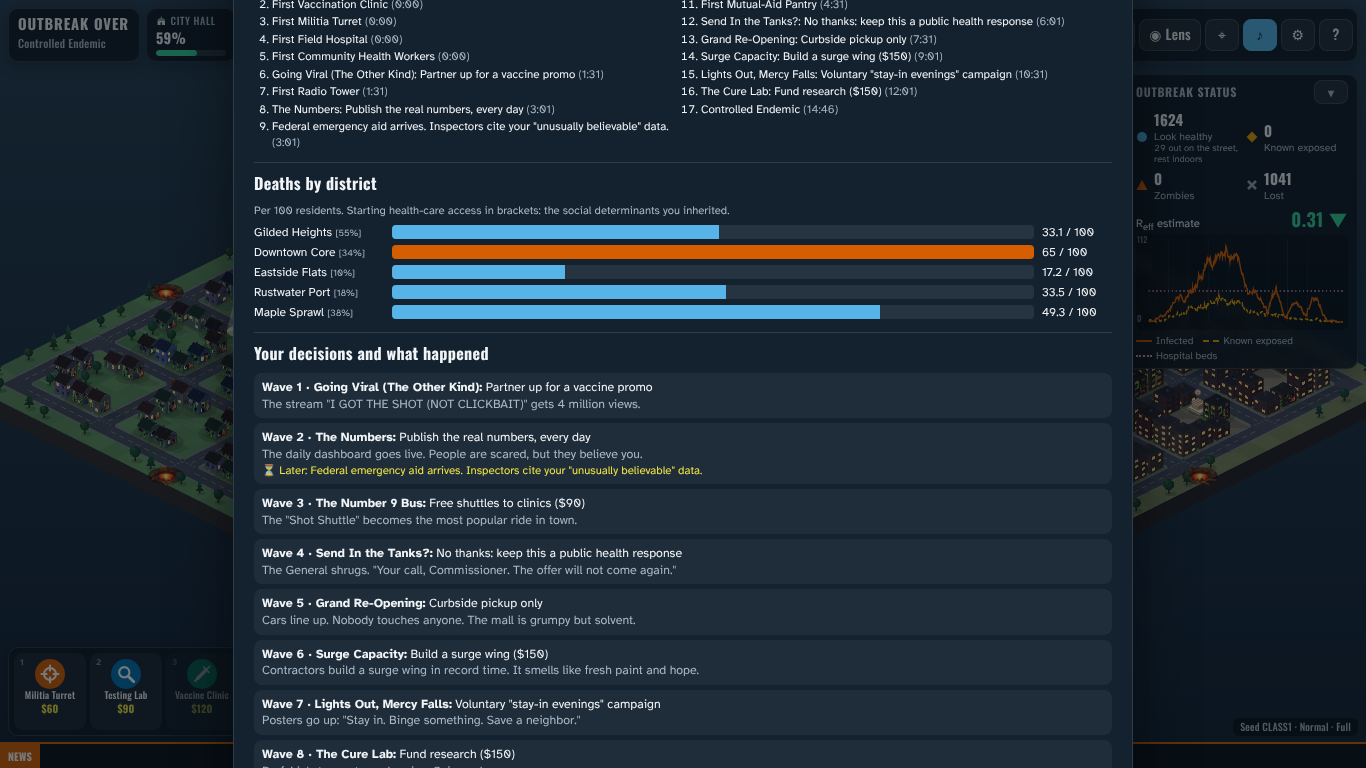 OUTBREAK OVER
Controlled Endemic
CITY HALL
59%
2. First Vaccination Clinic (0:00)
3. First Militia Turret (0:00)
4. First Field Hospital (0:00)
5. First Community Health Workers (0:00)
6. Going Viral (The Other Kind): Partner up for a vaccine promo (1:31)
7. First Radio Tower (1:31)
8. The Numbers: Publish the real numbers, every day (3:01)
9. Federal emergency aid arrives. Inspectors cite your "unusually believable" data.
(3:01)
11. First Mutual-Aid Pantry (4:31)
12. Send In the Tanks?: No thanks: keep this a public health response (6:01)
13. Grand Re-Opening: Curbside pickup only (7:31)
14. Surge Capacity: Build a surge wing ($150) (9:01)
15. Lights Out, Mercy Falls: Voluntary "stay-in evenings" campaign (10:31)
16. The Cure Lab: Fund research ($150) (12:01)
17. Controlled Endemic (14:46)
Deaths by district
Per 100 residents. Starting health-care access in brackets: the social determinants you inherited.
Gilded Heights [55%] 33.1 / 100
Downtown Core [34%] 65 / 100
Eastside Flats [10%] 17.2 / 100
Rustwater Port [18%] 33.5 / 100
Maple Sprawl [38%] 49.3 / 100
Your decisions and what happened
Wave 1 · Going Viral (The Other Kind): Partner up for a vaccine promo
The stream "I GOT THE SHOT (NOT CLICKBAIT)" gets 4 million views.
Wave 2 · The Numbers: Publish the real numbers, every day
The daily dashboard goes live. People are scared, but they believe you.
⏳ Later: Federal emergency aid arrives. Inspectors cite your "unusually believable" data.
Wave 3 · The Number 9 Bus: Free shuttles to clinics ($90)
The "Shot Shuttle" becomes the most popular ride in town.
Wave 4 · Send In the Tanks?: No thanks: keep this a public health response
The General shrugs. "Your call, Commissioner. The offer will not come again."
Wave 5 · Grand Re-Opening: Curbside pickup only
Cars line up. Nobody touches anyone. The mall is grumpy but solvent.
Wave 6 · Surge Capacity: Build a surge wing ($150)
Contractors build a surge wing in record time. It smells like fresh paint and hope.
Wave 7 · Lights Out, Mercy Falls: Voluntary "stay-in evenings" campaign
Posters go up: "Stay in. Binge something. Save a neighbor."
Wave 8 · The Cure Lab: Fund research ($150)
Lens
?
OUTBREAK STATUS
1624
Look healthy
29 out on the street,
rest indoors
0
Known exposed
0
Zombies
1041
Lost
Reff estimate
0.31 ▼
112
0
Infected
Known exposed
Hospital beds
1
Militia Turret
$60
2
Testing Lab
$90
3
Vaccine Clinic
$120
Seed CLASS1 · Normal · Full
NEWS